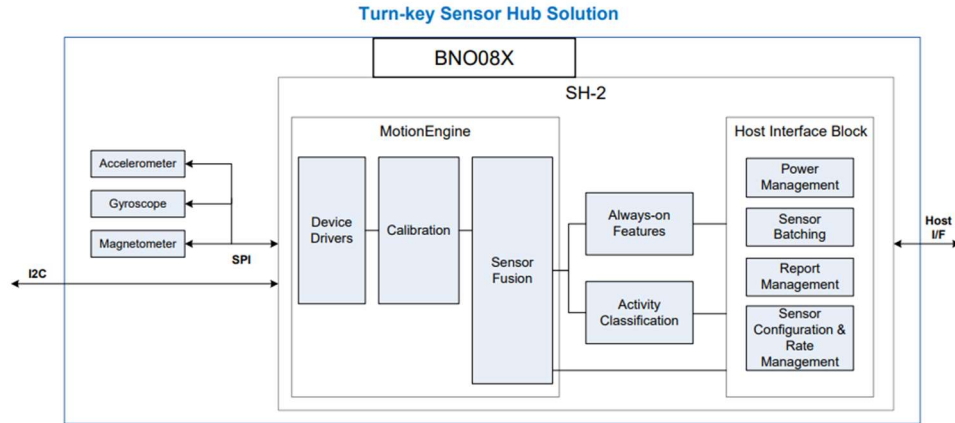 Turn-key Sensor Hub Solution
BNO08X
SH-2
MotionEngine
Host Interface Block
Accelerometer
Gyroscope
Magnetometer
SPI
I2C
Device
Drivers
Calibration
Sensor
Fusion
Always-on
Features
Activity
Classification
Power
Management
Sensor
Batching
Report
Management
Sensor
Configuration &
Rate
Management
Host
I/F